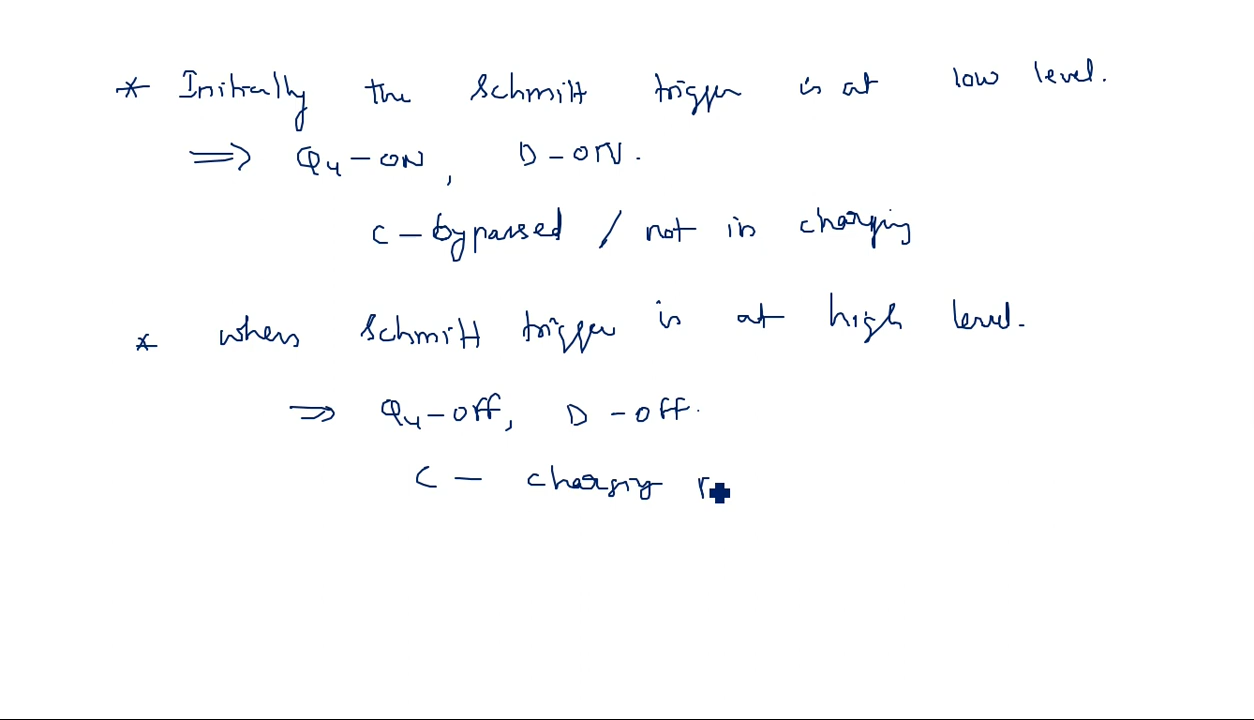 * Initially the Schmitt trigger is at low level.
⇒ Q4 - ON, D - ON.
C - bypassed / not in charging
* when Schmitt trigger is at high level.
⇒ Q4 - off, D - off.
C - charging